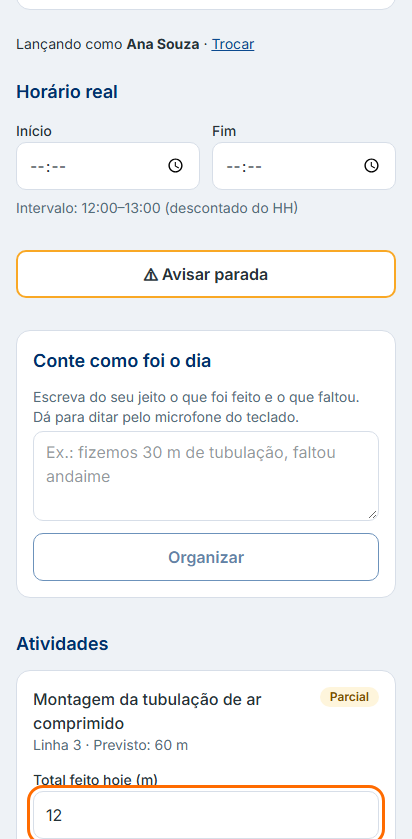 Lançando como Ana Souza · Trocar
Horário real
Início
Fim
--:--
--:--
Intervalo: 12:00–13:00 (descontado do HH)
⚠ Avisar parada
Conte como foi o dia
Escreva do seu jeito o que foi feito e o que faltou.
Dá para ditar pelo microfone do teclado.
Ex.: fizemos 30 m de tubulação, faltou
andaime
Organizar
Atividades
Montagem da tubulação de ar
comprimido
Parcial
Linha 3 · Previsto: 60 m
Total feito hoje (m)
12